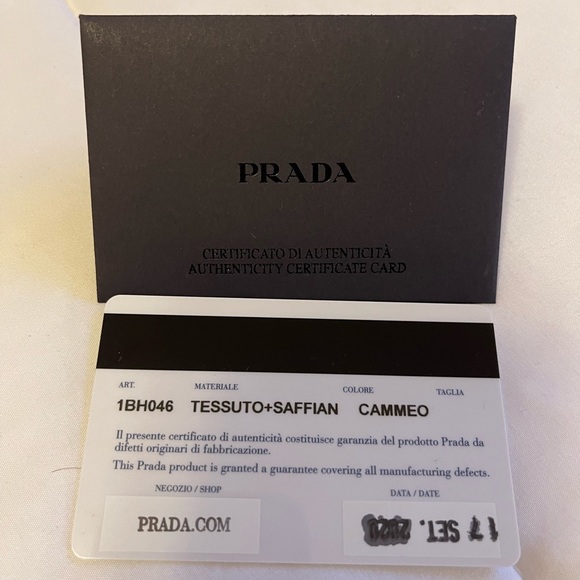 PRADA
CERTIFICATO DI AUTENTICITÀ
AUTHENTICITY CERTIFICATE CARD
ART. MATERIALE COLORE TAGLIA
1BH046 TESSUTO+SAFFIAN CAMMEO
Il presente certificato di autenticità costituisce garanzia del prodotto Prada da
difetti originari di fabbricazione.
This Prada product is granted a guarantee covering all manufacturing defects.
NEGOZIO / SHOP DATA / DATE
PRADA.COM 17 SET. 2020